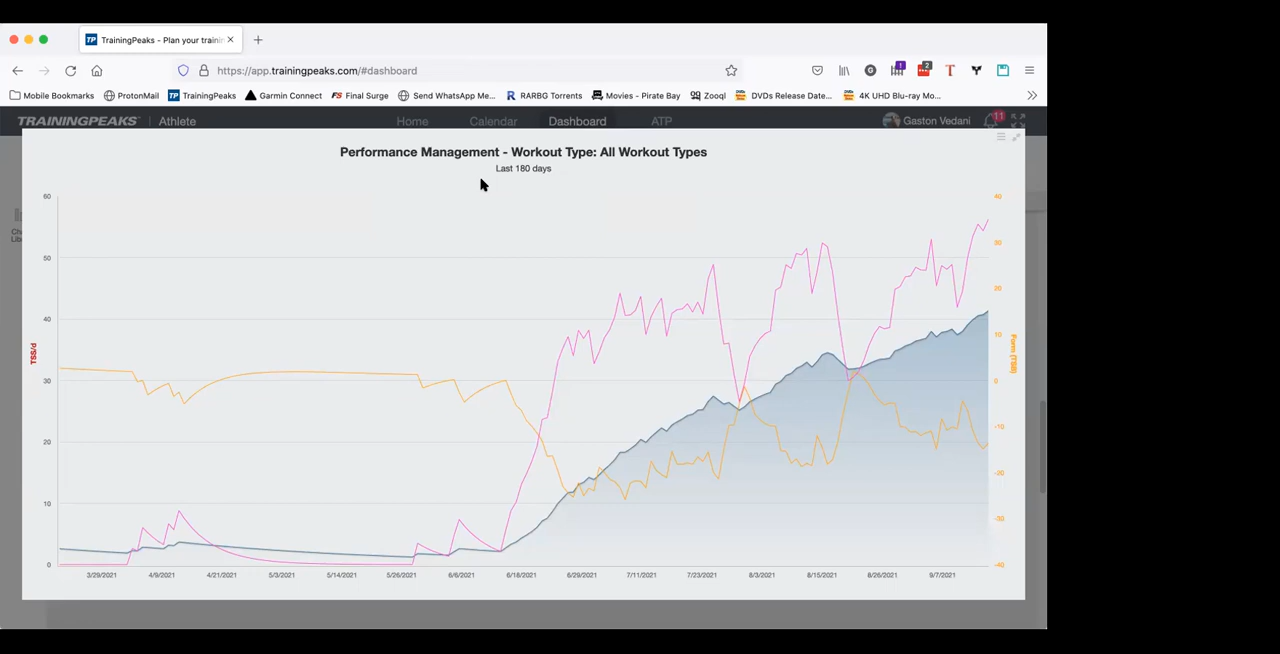 TrainingPeaks - Plan your trainin
https://app.trainingpeaks.com/#dashboard
1
2
Mobile Bookmarks ProtonMail TrainingPeaks Garmin Connect Final Surge Send WhatsApp Me... RARBG Torrents Movies - Pirate Bay Zooql DVDs Release Date... 4K UHD Blu-ray Mo...
TRAININGPEAKS Athlete Home Calendar Dashboard ATP Gaston Vedani 11
Performance Management - Workout Type: All Workout Types
Last 180 days
60 40
50 30
20
40 10
TSS/d Form (TSB)
30 0
20 -10
-20
10 -30
0 -40
3/29/2021 4/9/2021 4/21/2021 5/3/2021 5/14/2021 5/26/2021 6/6/2021 6/18/2021 6/29/2021 7/11/2021 7/23/2021 8/3/2021 8/15/2021 8/26/2021 9/7/2021